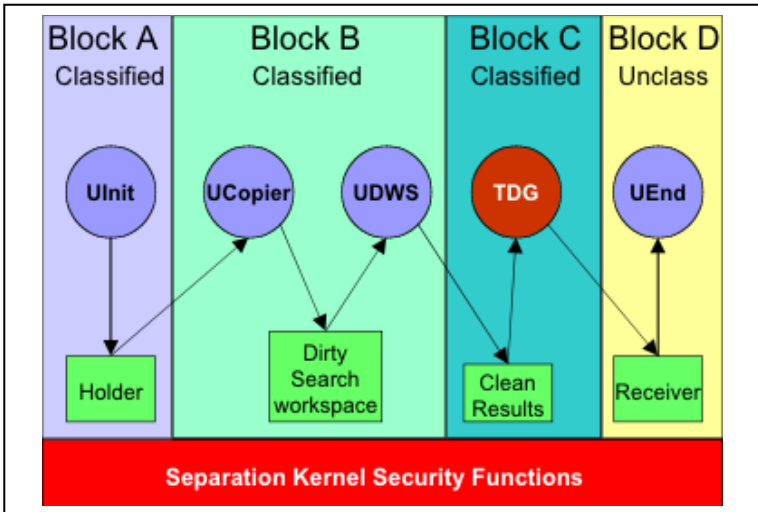 Block A
Classified
Block B
Classified
Block C
Classified
Block D
Unclass
UInit
UCopier
UDWS
TDG
UEnd
Holder
Dirty
Search
workspace
Clean
Results
Receiver
Separation Kernel Security Functions